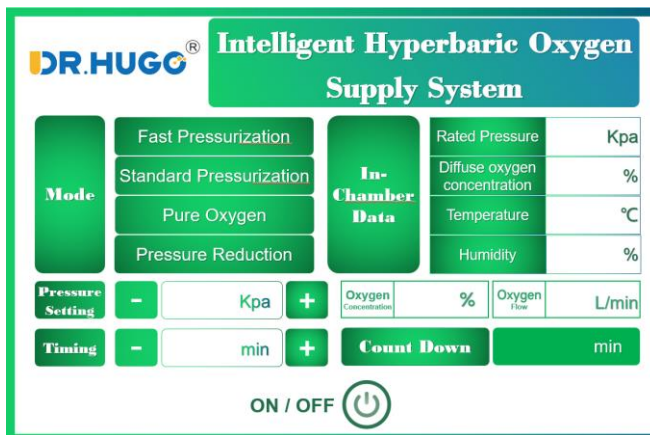 DR.HUGO®
Intelligent Hyperbaric Oxygen
Supply System
Mode
Fast Pressurization
Standard Pressurization
Pure Oxygen
Pressure Reduction
In-
Chamber
Data
Rated Pressure
Kpa
Diffuse oxygen
concentration
%
Temperature
℃
Humidity
%
Pressure
Setting
-
Kpa
+
Oxygen
Concentration
%
Oxygen
Flow
L/min
Timing
-
min
+
Count Down
min
ON / OFF